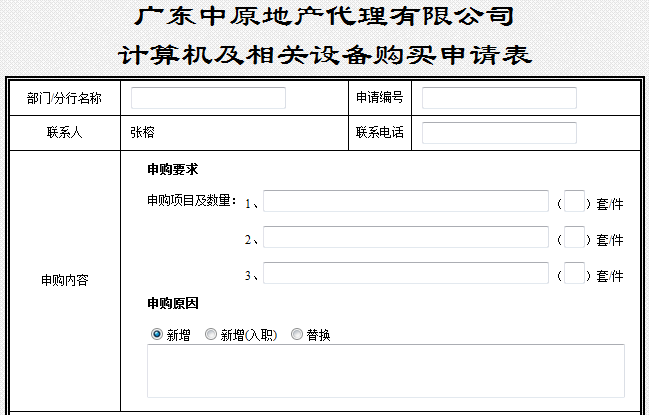 广东中原地产代理有限公司
计算机及相关设备购买申请表
部门/分行名称 申请编号
联系人 张榕 联系电话
申购内容
申购要求
申购项目及数量： 1、 （ ）套/件
2、 （ ）套/件
3、 （ ）套/件
申购原因
新增 新增(入职) 替换